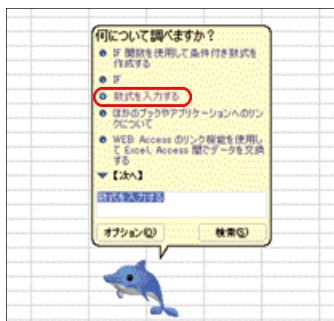 何について調べますか？
IF 関数を使用して条件付き数式を
作成する
IF
数式を入力する
ほかのブックやアプリケーションへのリン
クについて
WEB: Access のリンク機能を使用し
て Excel、Access 間でデータを交換
する
【次へ】
数式を入力する
オプション(O) 検索(S)